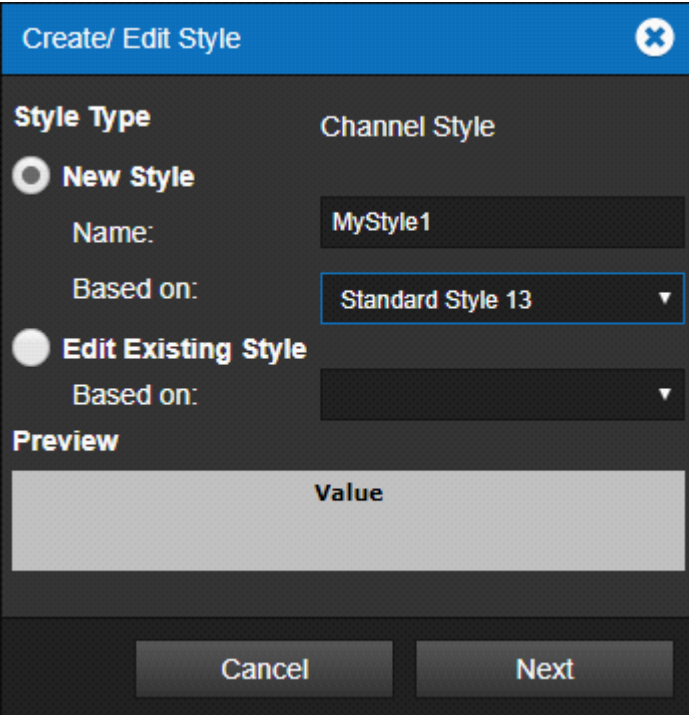 Create/ Edit Style
Style Type
Channel Style
New Style
Name:
MyStyle1
Based on:
Standard Style 13
Edit Existing Style
Based on:
Preview
Value
Cancel
Next